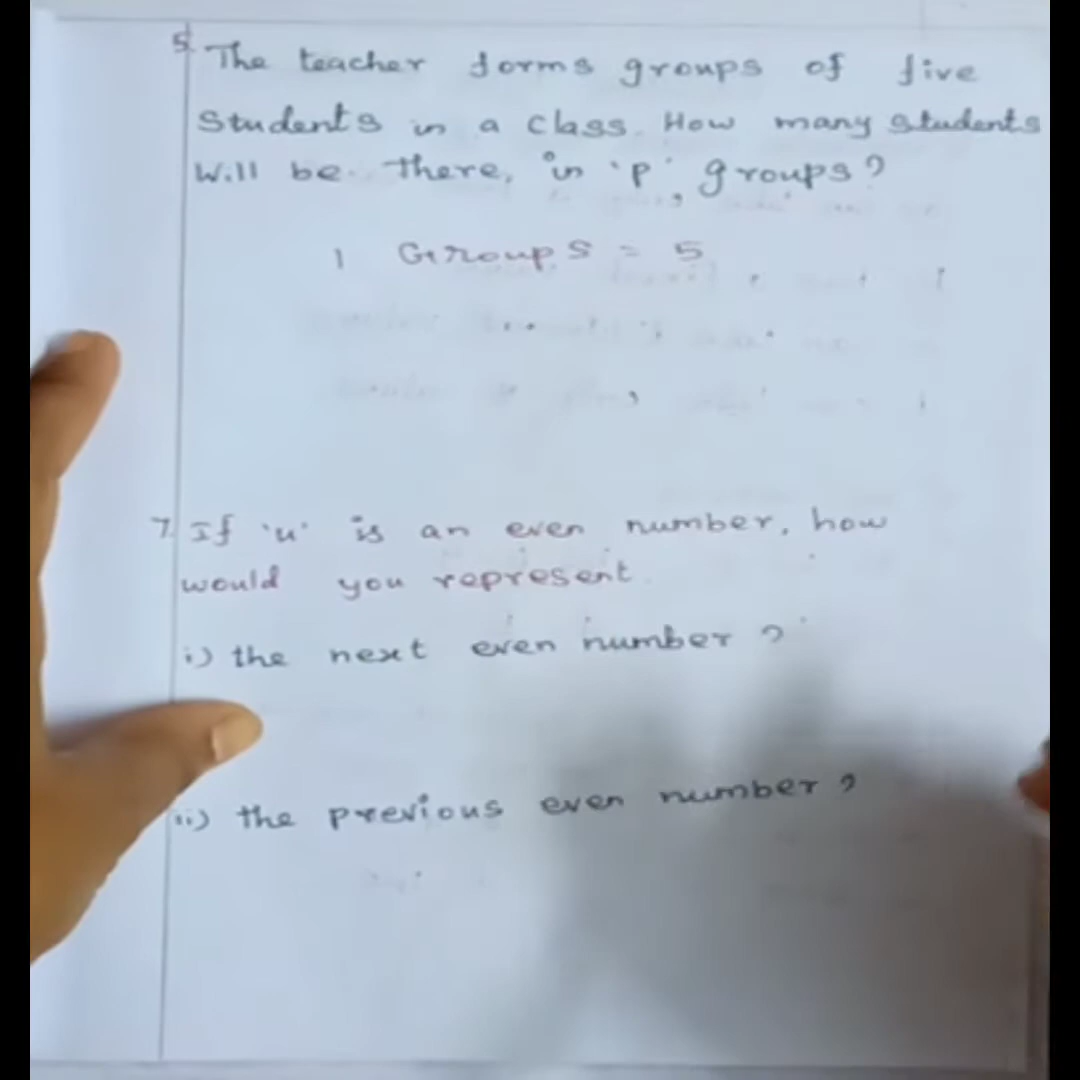 5. The teacher forms groups of five
Students in a class. How many students
Will be there, in 'p' groups?
1 Groups = 5
7. If 'u' is an even number, how
would you represent
i) the next even number?
ii) the previous even number?